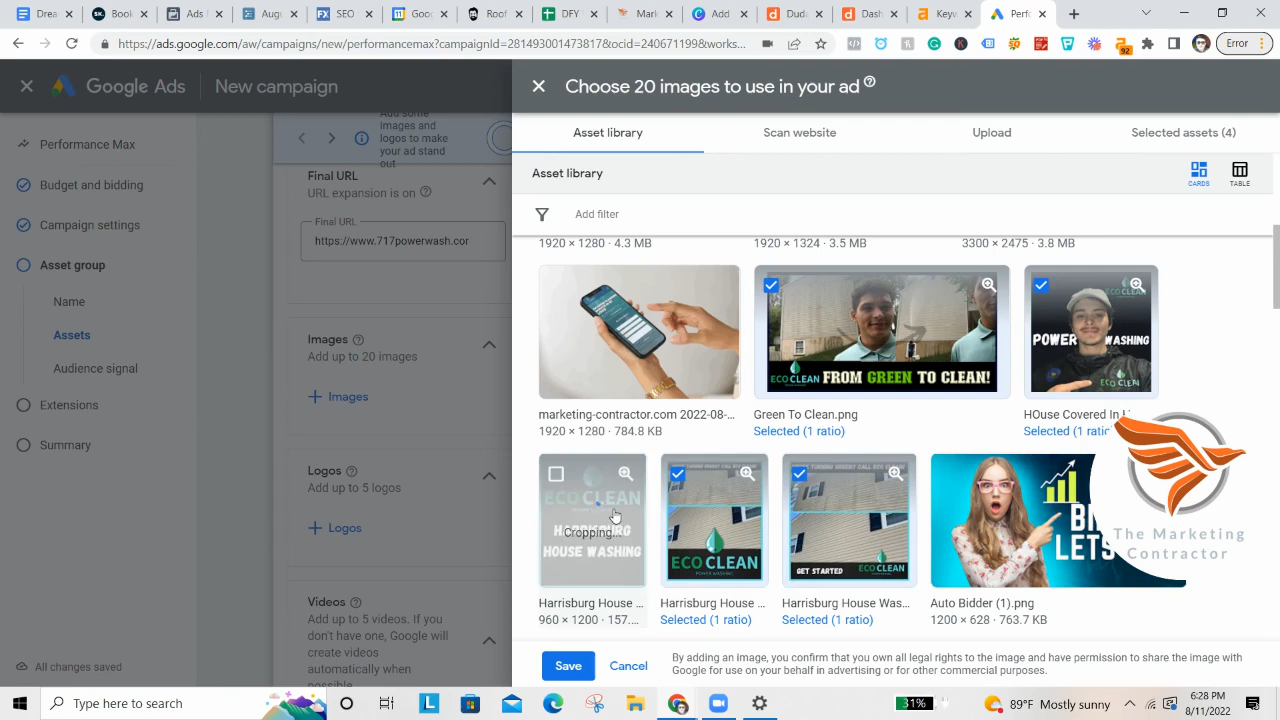 Drive
Boo
Ads
Aug
SEO
Goo
Roof
DFY
Mark
Ad
Dud
Das
Key
Perf
https://ads.google.com/aw/campaigns/new/performancem...?campaignId=281493001473817&ocid=240671199&works...
92
Error
Google Ads
New campaign
Choose 20 images to use in your ad
Asset library
Scan website
Upload
Selected assets (4)
Asset library
CARDS
TABLE
Add filter
Performance Max
Budget and bidding
Campaign settings
Asset group
Name
Assets
Audience signal
Extensions
Summary
All changes saved
Add some
images and
logos to make
your ad stand
out
Final URL
URL expansion is on
Final URL
https://www.717powerwash.cor
Images
Add up to 20 images
Images
Logos
Add up to 5 logos
Logos
Videos
Add up to 5 videos. If you
don't have one, Google will
create videos
automatically when
possible
1920 × 1280 · 4.3 MB
1920 × 1324 · 3.5 MB
3300 × 2475 · 3.8 MB
ECO CLEAN
FROM GREEN TO CLEAN!
ECO CLEAN
POWER
WASHING
ECO CLEAN
marketing-contractor.com 2022-08-...
1920 × 1280 · 784.8 KB
Green To Clean.png
Selected (1 ratio)
HOuse Covered In
Selected (1 ratio
ECO CLEAN
HARRISBURG
HOUSE WASHING
Cropping...
ECO CLEAN
POWER WASHING
GET STARTED
ECO CLEAN
LETS
Harrisburg House ...
960 × 1200 · 157....
Harrisburg House ...
Selected (1 ratio)
Harrisburg House Was...
Selected (1 ratio)
Auto Bidder (1).png
1200 × 628 · 763.7 KB
The Marketing
Contractor
Save
Cancel
By adding an image, you confirm that you own all legal rights to the image and have permission to share the image with
Google for use on your behalf in advertising or for other commercial purposes.
Type here to search
31%
89°F Mostly sunny
6:28 PM
8/11/2022